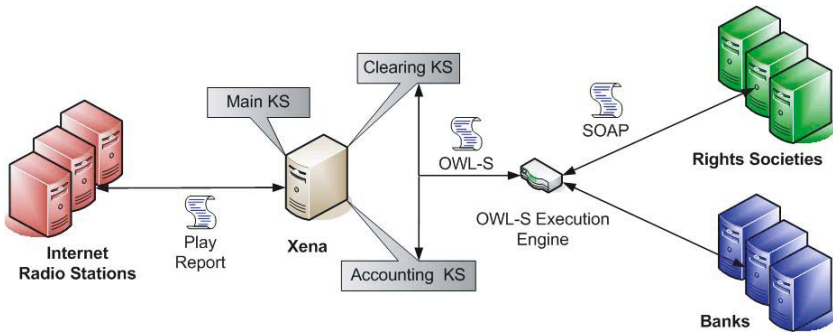 Clearing KS
Main KS
SOAP
OWL-S
Rights Societies
Play
Report
Internet
Radio Stations
Xena
OWL-S Execution
Engine
Accounting KS
Banks